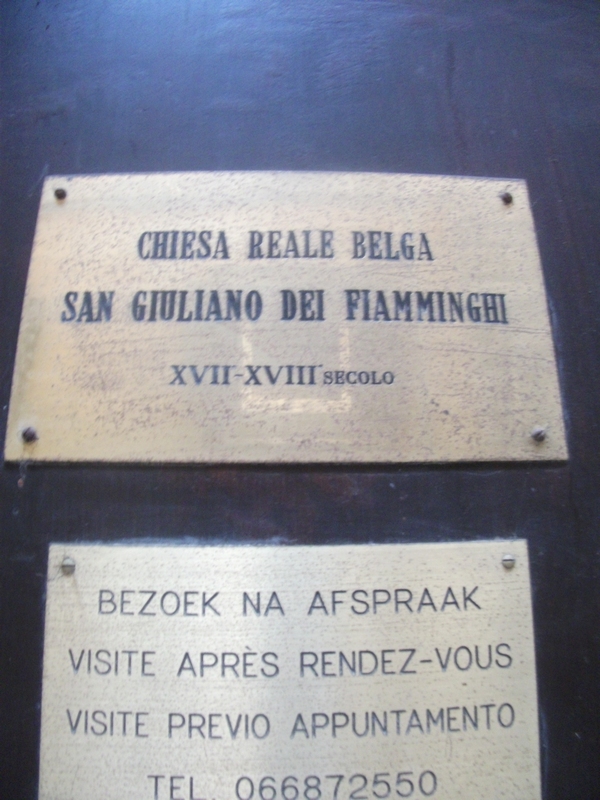 CHIESA REALE BELGA
SAN GIULIANO DEI FIAMMINGHI
XVII-XVIII SECOLO
BEZOEK NA AFSPRAAK
VISITE APRÈS RENDEZ-VOUS
VISITE PREVIO APPUNTAMENTO
TEL. 066872550